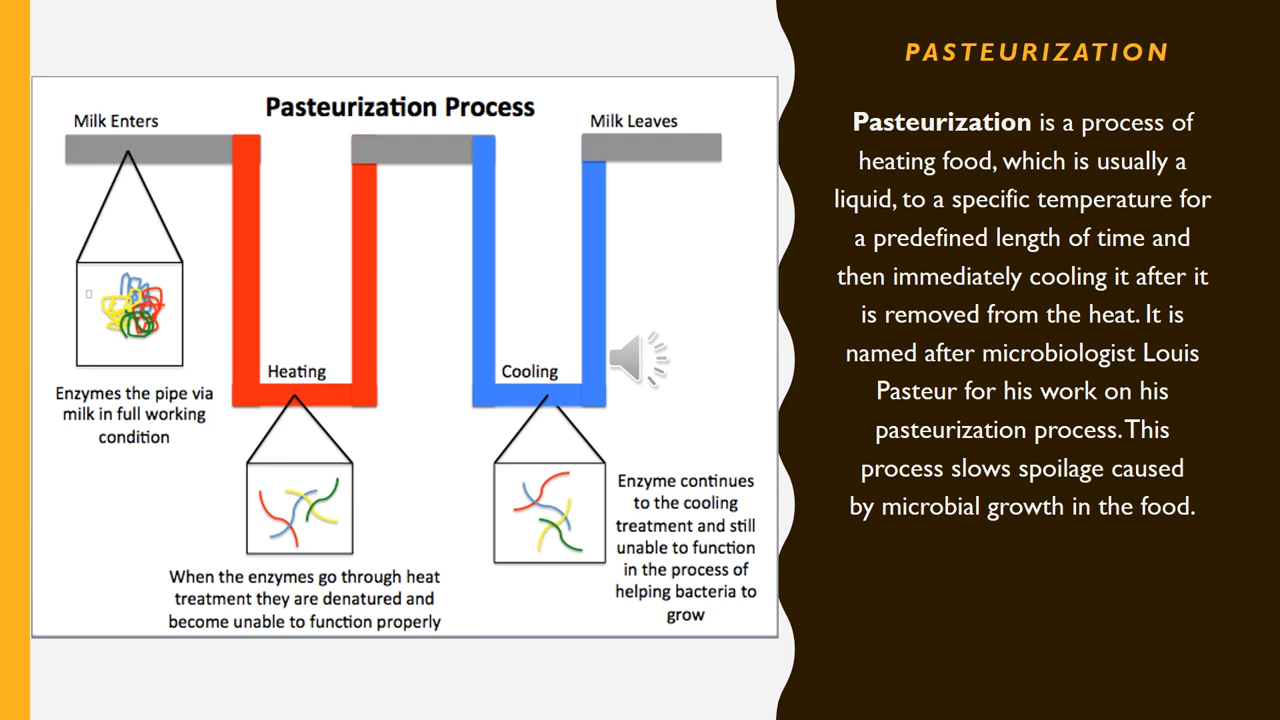 Pasteurization Process
Milk Enters
Milk Leaves
Heating
Cooling
Enzymes the pipe via
milk in full working
condition
When the enzymes go through heat
treatment they are denatured and
become unable to function properly
Enzyme continues
to the cooling
treatment and still
unable to function
in the process of
helping bacteria to
grow
PASTEURIZATION
Pasteurization is a process of
heating food, which is usually a
liquid, to a specific temperature for
a predefined length of time and
then immediately cooling it after it
is removed from the heat. It is
named after microbiologist Louis
Pasteur for his work on his
pasteurization process. This
process slows spoilage caused
by microbial growth in the food.